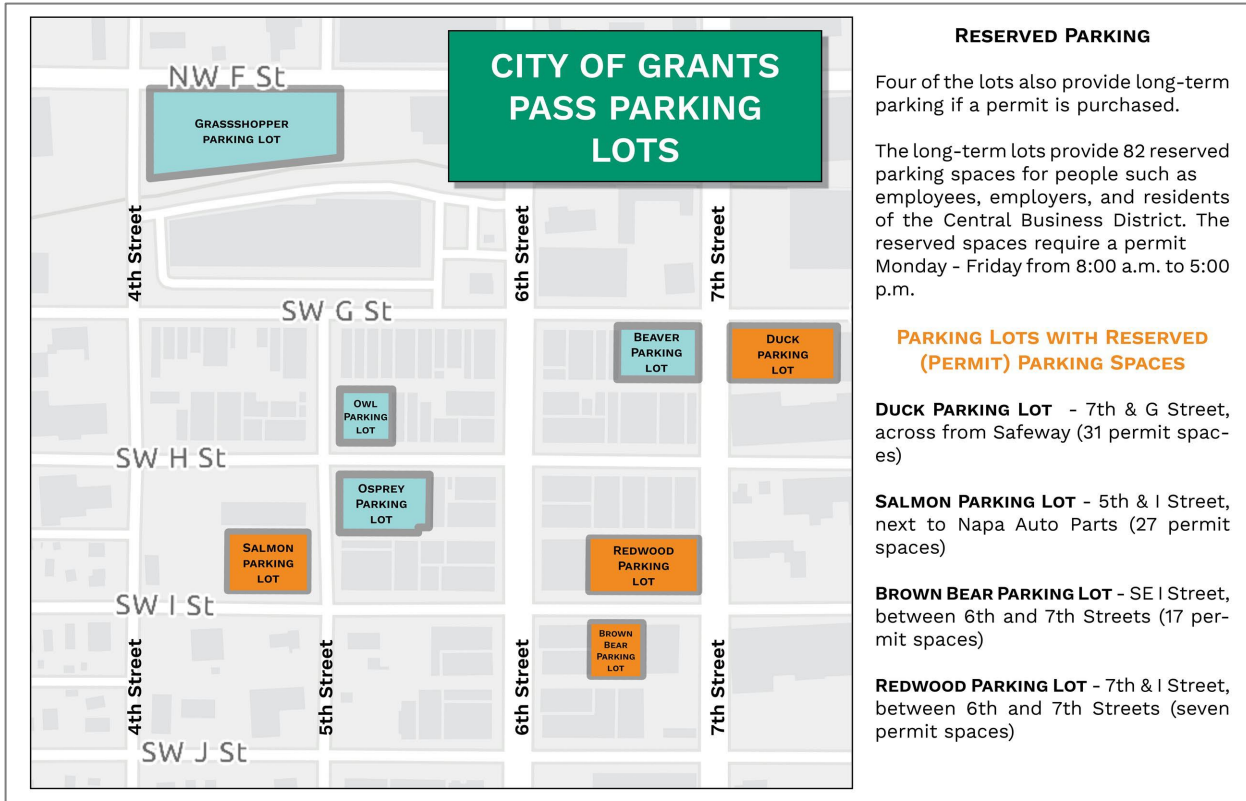 CITY OF GRANTS
PASS PARKING
LOTS
NW F St
GRASSSHOPPER
PARKING LOT
4th Street
6th Street
7th Street
SW G St
BEAVER
PARKING
LOT
DUCK
PARKING
LOT
OWL
PARKING
LOT
SW H St
OSPREY
PARKING
LOT
SALMON
PARKING
LOT
REDWOOD
PARKING
LOT
SW I St
BROWN
BEAR
PARKING
LOT
4th Street
5th Street
6th Street
7th Street
SW J St
RESERVED PARKING
Four of the lots also provide long-term
parking if a permit is purchased.
The long-term lots provide 82 reserved
parking spaces for people such as
employees, employers, and residents
of the Central Business District. The
reserved spaces require a permit
Monday - Friday from 8:00 a.m. to 5:00
p.m.
PARKING LOTS WITH RESERVED
(PERMIT) PARKING SPACES
DUCK PARKING LOT - 7th & G Street,
across from Safeway (31 permit spac-
es)
SALMON PARKING LOT - 5th & I Street,
next to Napa Auto Parts (27 permit
spaces)
BROWN BEAR PARKING LOT - SE I Street,
between 6th and 7th Streets (17 per-
mit spaces)
REDWOOD PARKING LOT - 7th & I Street,
between 6th and 7th Streets (seven
permit spaces)